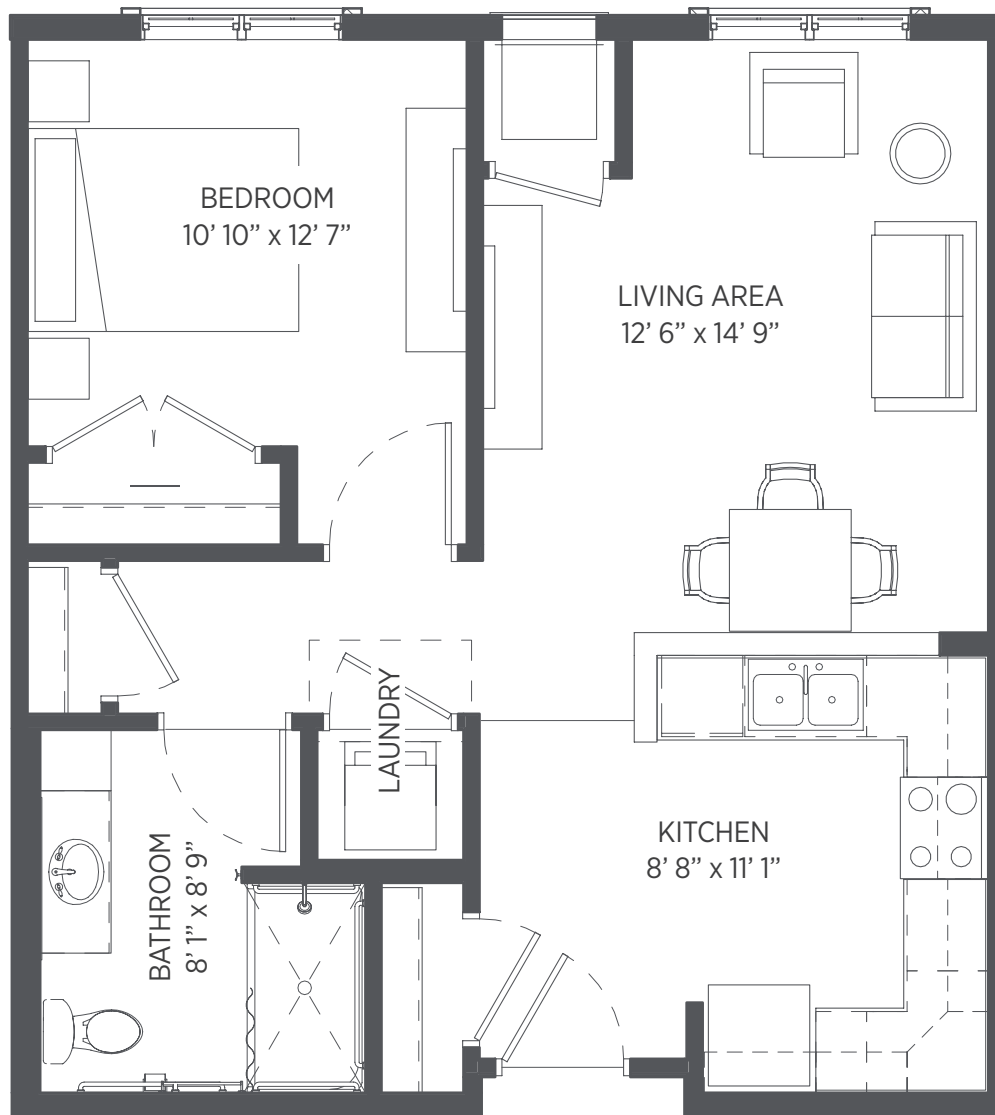 BEDROOM
10’ 10” x 12’ 7”
LIVING AREA
12’ 6” x 14’ 9”
LAUNDRY
KITCHEN
8’ 8” x 11’ 1”
BATHROOM
8’ 1” x 8’ 9”